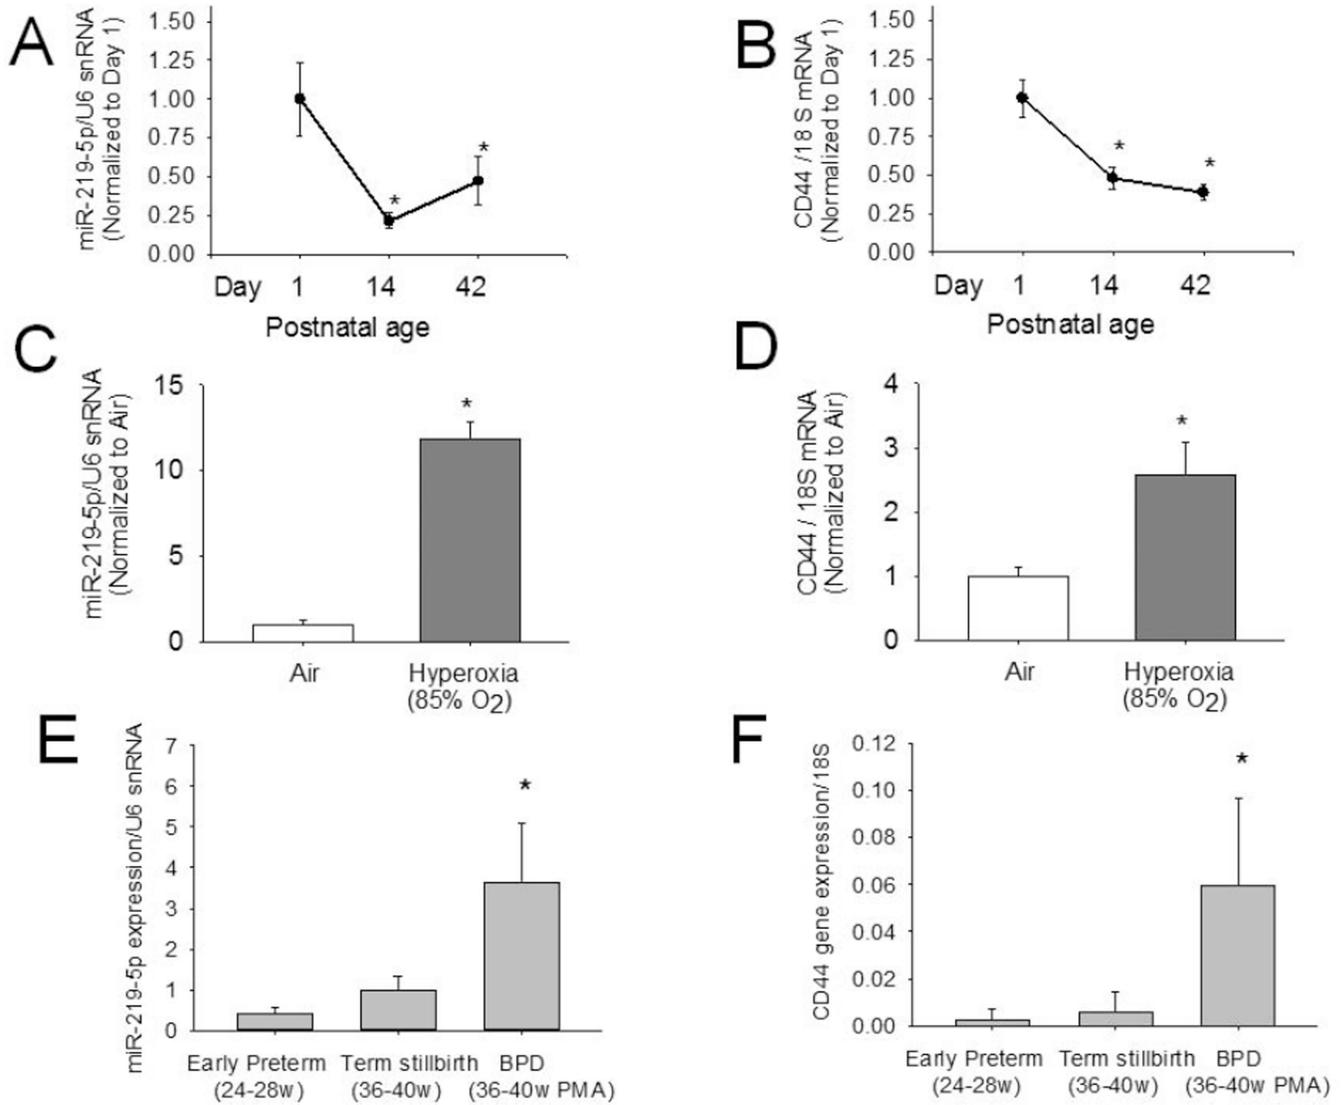 A
miR-219-5p/U6 snRNA
(Normalized to Day 1)
1.50
1.25
1.00
0.75
0.50
0.25
0.00
*
*
Day 1 14 42
Postnatal age
B
CD44 /18 S mRNA
(Normalized to Day 1)
1.50
1.25
1.00
0.75
0.50
0.25
0.00
*
*
Day 1 14 42
Postnatal age
C
miR-219-5p/U6 snRNA
(Normalized to Air)
15
10
5
0
*
Air Hyperoxia
(85% O2)
D
CD44 / 18S mRNA
(Normalized to Air)
4
3
2
1
0
*
Air Hyperoxia
(85% O2)
E
miR-219-5p expression/U6 snRNA
7
6
5
4
3
2
1
0
*
Early Preterm Term stillbirth BPD
(24-28w) (36-40w) (36-40w PMA)
F
CD44 gene expression/18S
0.12
0.10
0.08
0.06
0.04
0.02
0.00
*
Early Preterm Term stillbirth BPD
(24-28w) (36-40w) (36-40w PMA)